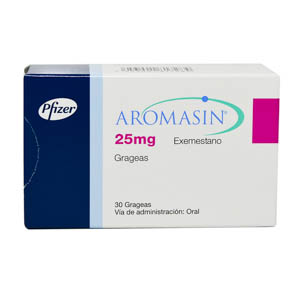 Pfizer
AROMASIN®
25mg Exemestano
Grageas
30 Grageas
Vía de administración: Oral